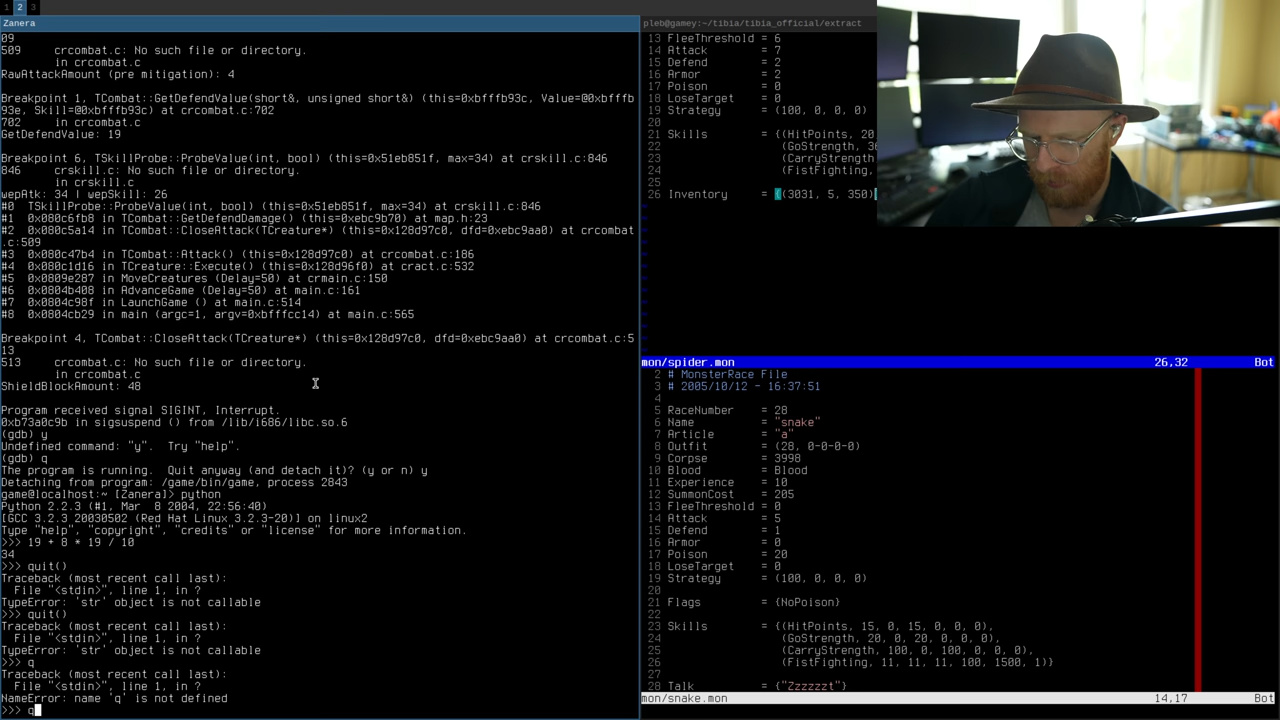 1 2 3
Zanera
09
509     crcombat.c: No such file or directory.
        in crcombat.c
RawAttackAmount (pre mitigation): 4
Breakpoint 1, TCombat::GetDefendValue(short&, unsigned short&) (this=0xbfffb93c, Value=@0xbfffb
93e, Skill=@0xbfffb93c) at crcombat.c:702
702     in crcombat.c
GetDefendValue: 19
Breakpoint 6, TSkillProbe::ProbeValue(int, bool) (this=0x51eb851f, max=34) at crskill.c:846
846     crskill.c: No such file or directory.
        in crskill.c
wepAtk: 34 | wepSkill: 26
#0  TSkillProbe::ProbeValue(int, bool) (this=0x51eb851f, max=34) at crskill.c:846
#1  0x080c6fb8 in TCombat::GetDefendDamage() (this=0xebc9b70) at map.h:23
#2  0x080c5a14 in TCombat::CloseAttack(TCreature*) (this=0x128d97c0, dfd=0xebc9aa0) at crcombat
.c:509
#3  0x080c47b4 in TCombat::Attack() (this=0x128d97c0) at crcombat.c:186
#4  0x080c1d16 in TCreature::Execute() (this=0x128d96f0) at cract.c:532
#5  0x0809e287 in MoveCreatures (Delay=50) at crmain.c:150
#6  0x0804b408 in AdvanceGame (Delay=50) at main.c:161
#7  0x0804c98f in LaunchGame () at main.c:514
#8  0x0804cb29 in main (argc=1, argv=0xbfffcc14) at main.c:565
Breakpoint 4, TCombat::CloseAttack(TCreature*) (this=0x128d97c0, dfd=0xebc9aa0) at crcombat.c:5
13
513     crcombat.c: No such file or directory.
        in crcombat.c
ShieldBlockAmount: 48
Program received signal SIGINT, Interrupt.
0xb73a0c9b in sigsuspend () from /lib/i686/libc.so.6
(gdb) y
Undefined command: "y".  Try "help".
(gdb) q
The program is running.  Quit anyway (and detach it)? (y or n) y
Detaching from program: /game/bin/game, process 2843
game@localhost:~ [Zanera]> python
Python 2.2.3 (#1, Mar  8 2004, 22:56:40)
[GCC 3.2.3 20030502 (Red Hat Linux 3.2.3-20)] on linux2
Type "help", "copyright", "credits" or "license" for more information.
>>> 19 + 8 * 19 / 10
34
>>> quit()
Traceback (most recent call last):
  File "<stdin>", line 1, in ?
TypeError: 'str' object is not callable
>>> quit()
Traceback (most recent call last):
  File "<stdin>", line 1, in ?
TypeError: 'str' object is not callable
>>> q
Traceback (most recent call last):
  File "<stdin>", line 1, in ?
NameError: name 'q' is not defined
>>> q
pleb@gamey:~/tibia/tibia_official/extract
13 FleeThreshold = 6
14 Attack        = 7
15 Defend        = 2
16 Armor         = 2
17 Poison        = 0
18 LoseTarget    = 0
19 Strategy      = (100, 0, 0, 0)
20
21 Skills        = {(HitPoints, 20,
22                  (GoStrength, 36
23                  (CarryStrength
24                  (FistFighting,
25
26 Inventory     = {(3031, 5, 350)
~
~
~
~
~
~
~
~
~
~
~
~
~
mon/spider.mon 26,32 Bot
2 # MonsterRace File
3 # 2005/10/12 - 16:37:51
4
5 RaceNumber    = 28
6 Name          = "snake"
7 Article       = "a"
8 Outfit        = (28, 0-0-0-0)
9 Corpse        = 3998
10 Blood         = Blood
11 Experience    = 10
12 SummonCost    = 205
13 FleeThreshold = 0
14 Attack        = 5
15 Defend        = 1
16 Armor         = 0
17 Poison        = 20
18 LoseTarget    = 0
19 Strategy      = (100, 0, 0, 0)
20
21 Flags         = {NoPoison}
22
23 Skills        = {(HitPoints, 15, 0, 15, 0, 0, 0),
24                  (GoStrength, 20, 0, 20, 0, 0, 0),
25                  (CarryStrength, 100, 0, 100, 0, 0, 0),
26                  (FistFighting, 11, 11, 11, 100, 1500, 1)}
27
28 Talk          = {"Zzzzzzt"}
mon/snake.mon 14,17 Bot